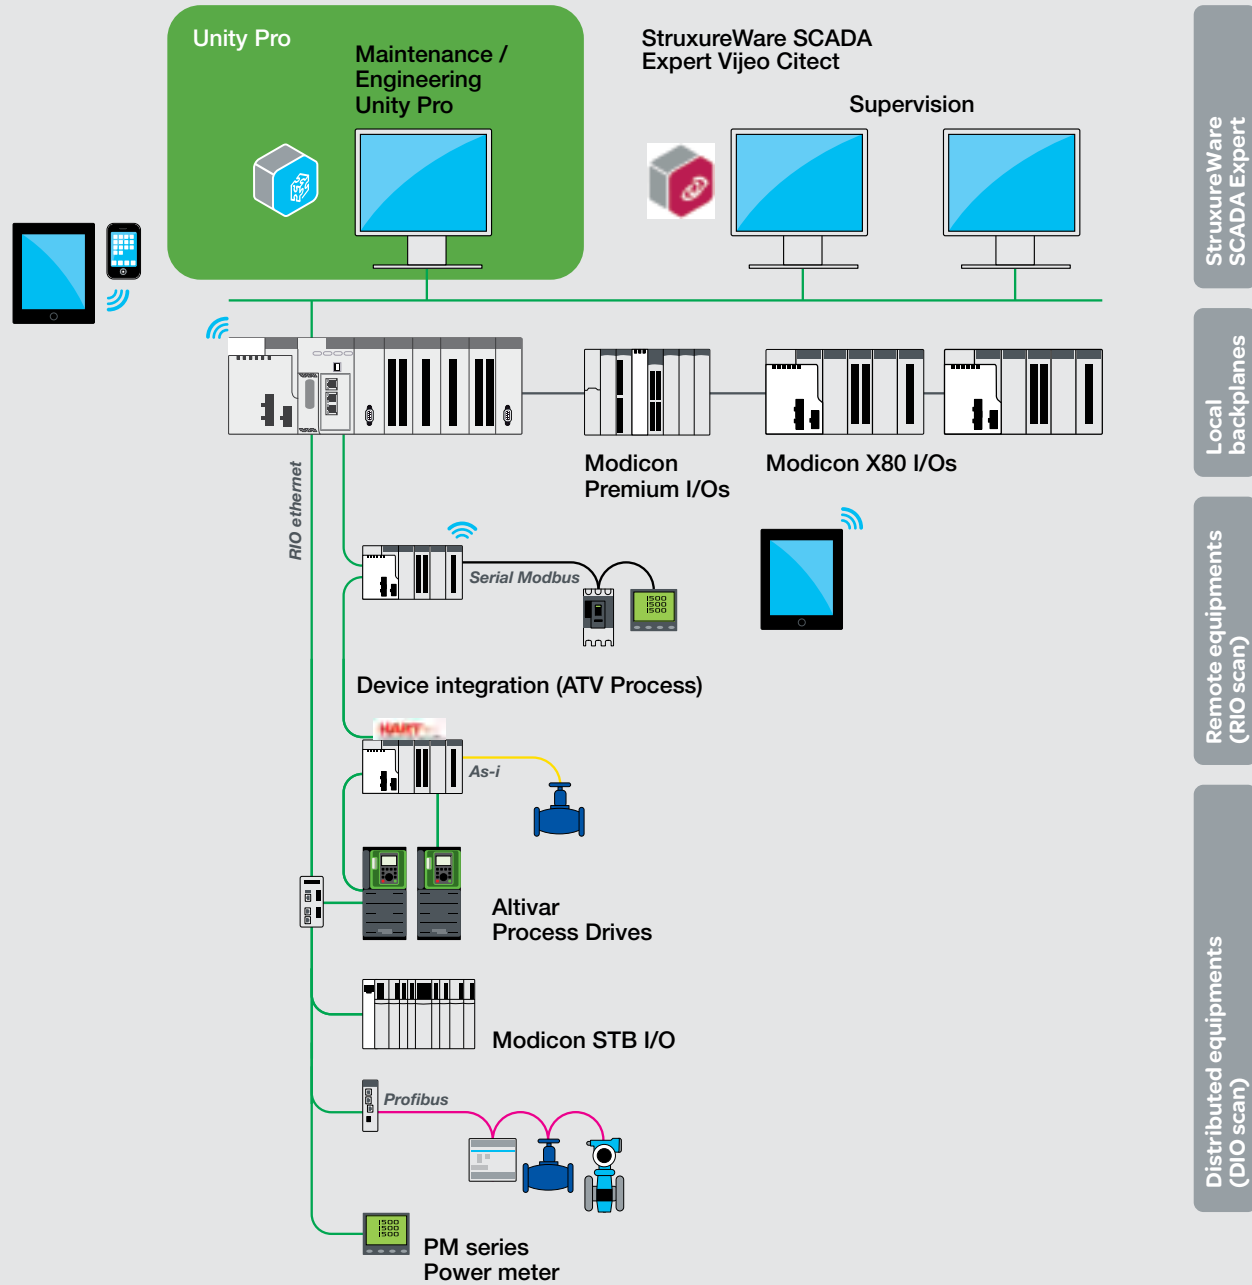 Unity Pro
Maintenance /
Engineering
Unity Pro
StruxureWare SCADA
Expert Vijeo Citect
Supervision
StruxureWare
SCADA Expert
Local
backplanes
Modicon
Premium I/Os
Modicon X80 I/Os
RIO ethernet
Serial Modbus
1500
1500
1500
Remote equipments
(RIO scan)
Device integration (ATV Process)
HART
As-i
Altivar
Process Drives
Modicon STB I/O
Profibus
Distributed equipments
(DIO scan)
1500
1500
1500
PM series
Power meter